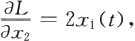 ∂L/∂x₂ = 2x₁(t),